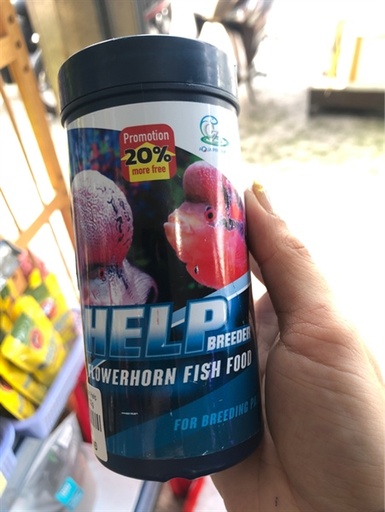 Promotion
20%
more free
HELP
BREEDER
FLOWERHORN FISH FOOD
FOR BREEDING